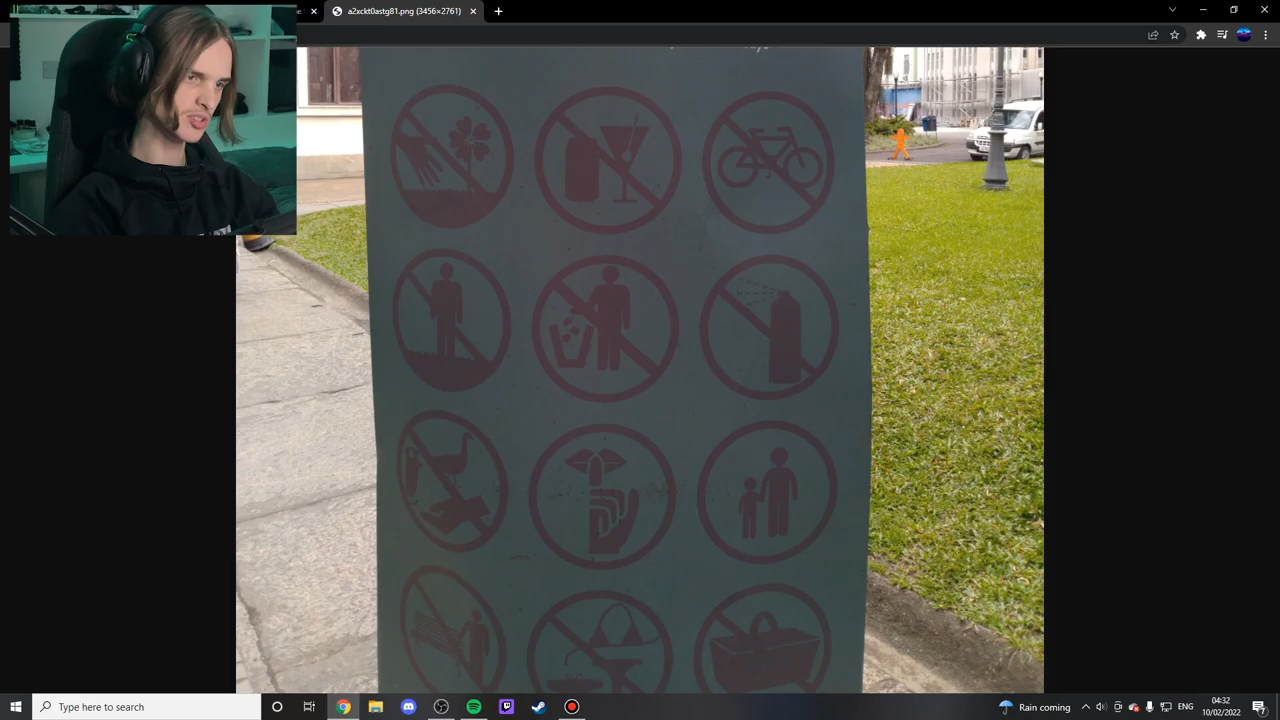 a2xckt0astg81.png (3456×2761)
Type here to search
Rain coming
ENG
04:32
10/02/2022